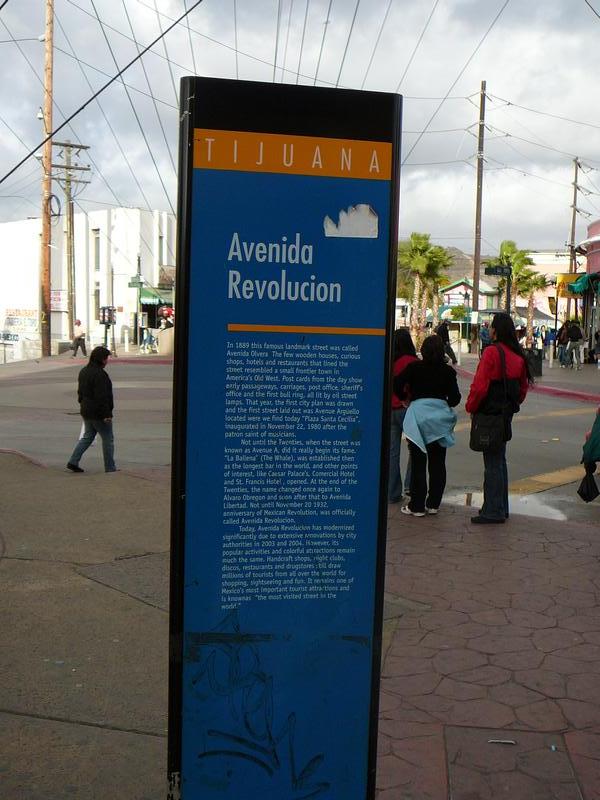 TIJUANA
Avenida
Revolucion
In 1889 this famous landmark street was called
Avenida Olvera The few wooden houses, curious
shops, hotels and restaurants that lined the
street resembled a small frontier town in
America's Old West. Post cards from the day show
early passageways, carriages, post office, sheriff's
office and the first bull ring, all lit by oil street
lamps. That year, the first city plan was drawn
and the first street laid out was Avenue Argüello
located were we find today "Plaza Santa Cecilia",
inaugurated in November 22, 1980 after the
patron saint of musicians.
Not until the Twenties, when the street was
known as Avenue A, did it really begin its fame.
"La Ballena" (The Whale), was established then
as the longest bar in the world, and other points
of interest, like Caesar Palace's, Comercial Hotel
and St. Francis Hotel , opened. At the end of the
Twenties, the name changed once again to
Alvaro Obregon and soon after that to Avenida
Libertad. Not until November 20 1932,
anniversary of Mexican Revolution, was officially
called Avenida Revolucion.
Today, Avenida Revolucion has modernized
significantly due to extensive innovations by city
authorities in 2003 and 2004. However, its
popular activities and colorful attractions remain
much the same. Handcraft shops, night clubs,
discos, restaurants and drugstores still draw
millions of tourists from all over the world for
shopping, sightseeing and fun. It remains one of
Mexico's most important tourist attractions and
is knownas "the most visited street in the
world."